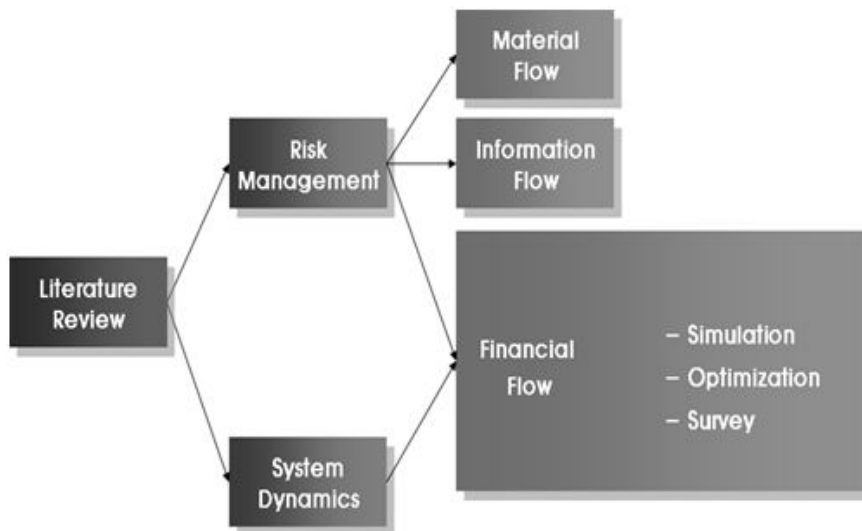 Material
Flow
Risk
Management
Information
Flow
Literature
Review
Financial
Flow
– Simulation
– Optimization
– Survey
System
Dynamics